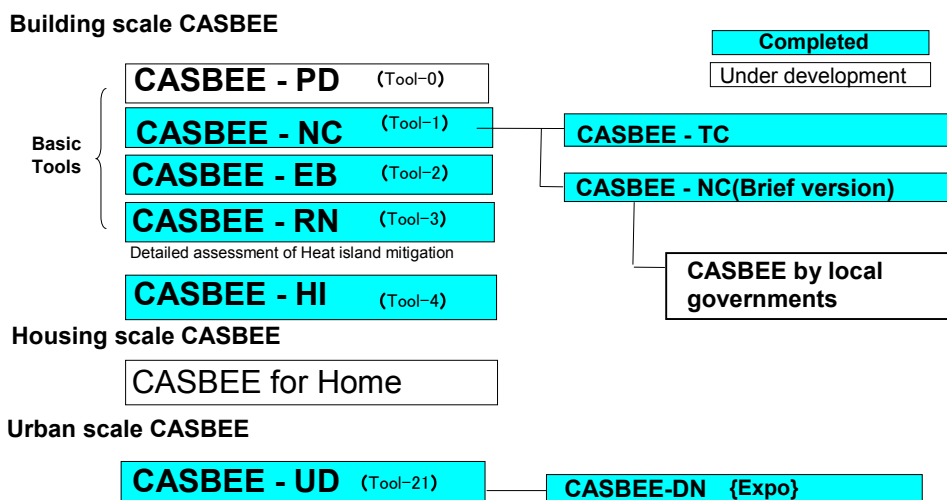 Building scale CASBEE
Completed
Under development
CASBEE - PD (Tool-0)
CASBEE - NC (Tool-1)
CASBEE - TC
Basic
Tools
CASBEE - EB (Tool-2)
CASBEE - NC(Brief version)
CASBEE - RN (Tool-3)
Detailed assessment of Heat island mitigation
CASBEE by local
governments
CASBEE - HI (Tool-4)
Housing scale CASBEE
CASBEE for Home
Urban scale CASBEE
CASBEE - UD (Tool-21)
CASBEE-DN {Expo}